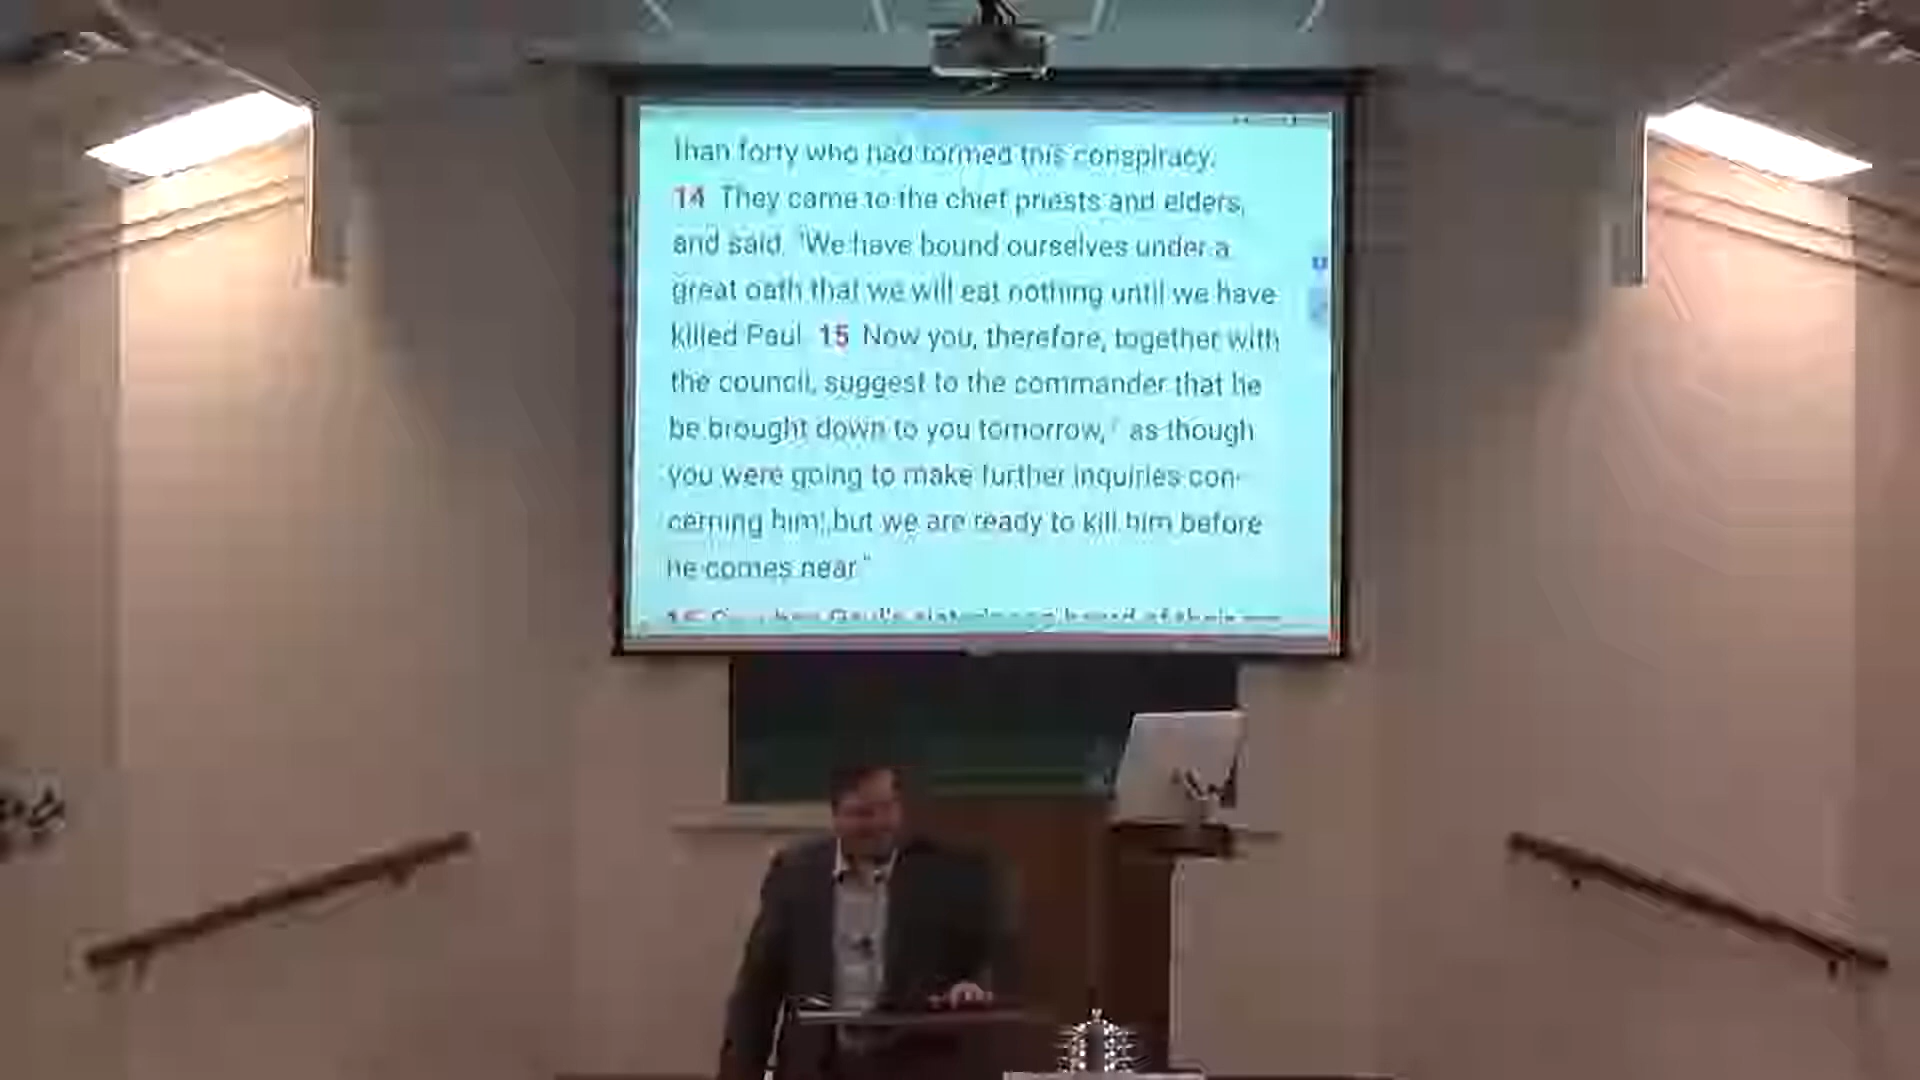 than forty who had formed this conspiracy.
14 They came to the chief priests and elders,
and said, "We have bound ourselves under a
great oath that we will eat nothing until we have
killed Paul. 15 Now you, therefore, together with
the council, suggest to the commander that he
be brought down to you tomorrow, as though
you were going to make further inquiries con-
cerning him; but we are ready to kill him before
he comes near."